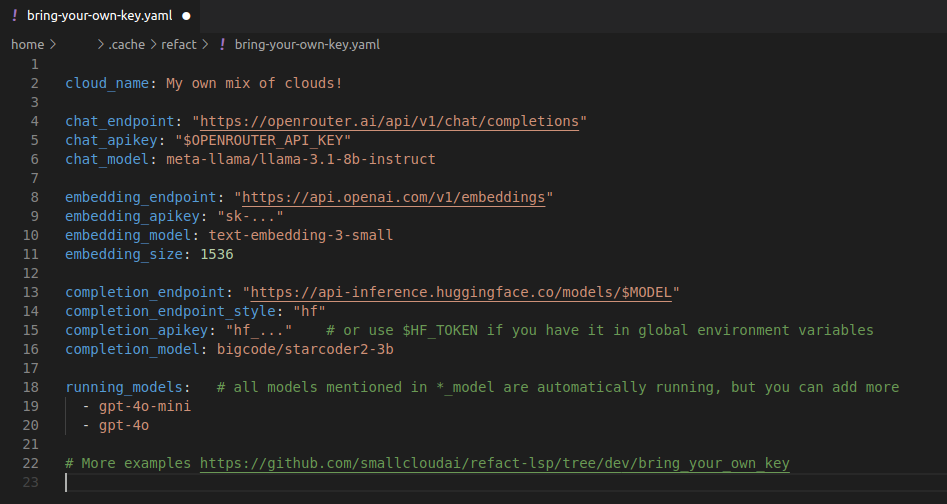 ! bring-your-own-key.yaml ●
home > > .cache > refact > ! bring-your-own-key.yaml
1
2 cloud_name: My own mix of clouds!
3
4 chat_endpoint: "https://openrouter.ai/api/v1/chat/completions"
5 chat_apikey: "$OPENROUTER_API_KEY"
6 chat_model: meta-llama/llama-3.1-8b-instruct
7
8 embedding_endpoint: "https://api.openai.com/v1/embeddings"
9 embedding_apikey: "sk-..."
10 embedding_model: text-embedding-3-small
11 embedding_size: 1536
12
13 completion_endpoint: "https://api-inference.huggingface.co/models/$MODEL"
14 completion_endpoint_style: "hf"
15 completion_apikey: "hf_..."    # or use $HF_TOKEN if you have it in global environment variables
16 completion_model: bigcode/starcoder2-3b
17
18 running_models:   # all models mentioned in *_model are automatically running, but you can add more
19   - gpt-4o-mini
20   - gpt-4o
21
22 # More examples https://github.com/smallcloudai/refact-lsp/tree/dev/bring_your_own_key
23